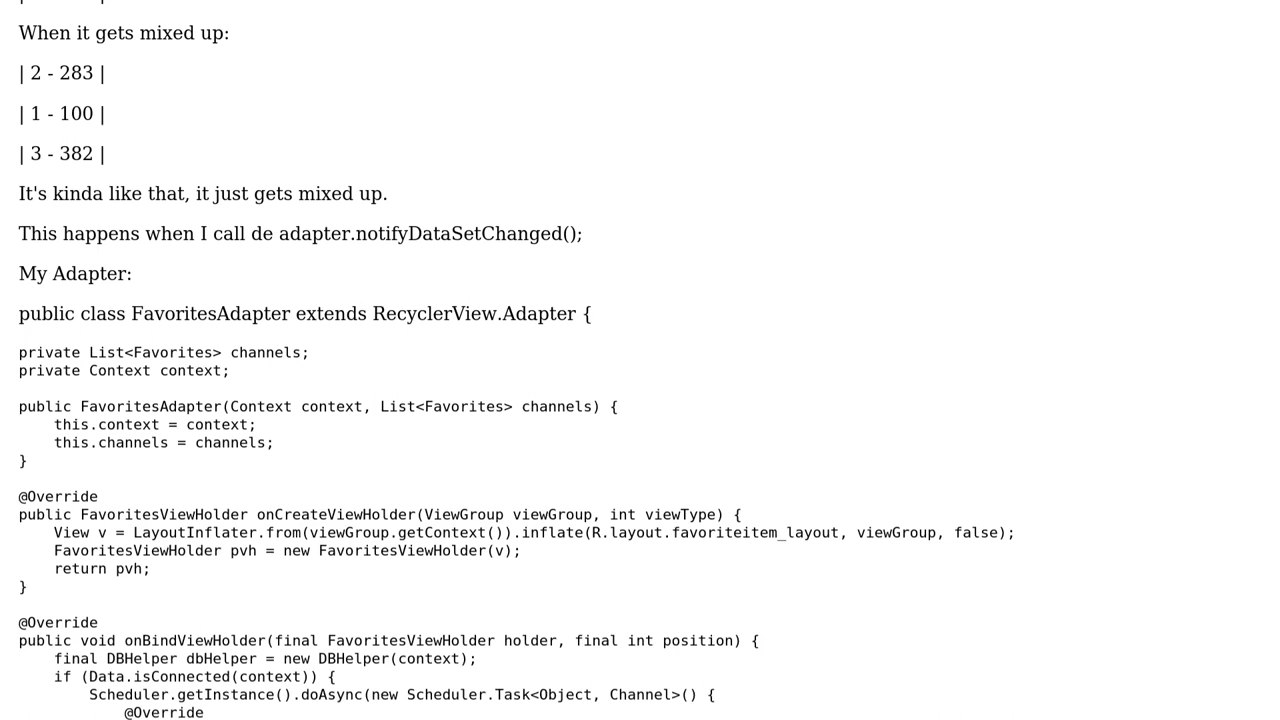 When it gets mixed up:
| 2 - 283 |
| 1 - 100 |
| 3 - 382 |
It's kinda like that, it just gets mixed up.
This happens when I call de adapter.notifyDataSetChanged();
My Adapter:
public class FavoritesAdapter extends RecyclerView.Adapter {
private List<Favorites> channels;
private Context context;
public FavoritesAdapter(Context context, List<Favorites> channels) {
    this.context = context;
    this.channels = channels;
}
@Override
public FavoritesViewHolder onCreateViewHolder(ViewGroup viewGroup, int viewType) {
    View v = LayoutInflater.from(viewGroup.getContext()).inflate(R.layout.favoriteitem_layout, viewGroup, false);
    FavoritesViewHolder pvh = new FavoritesViewHolder(v);
    return pvh;
}
@Override
public void onBindViewHolder(final FavoritesViewHolder holder, final int position) {
    final DBHelper dbHelper = new DBHelper(context);
    if (Data.isConnected(context)) {
        Scheduler.getInstance().doAsync(new Scheduler.Task<Object, Channel>() {
            @Override